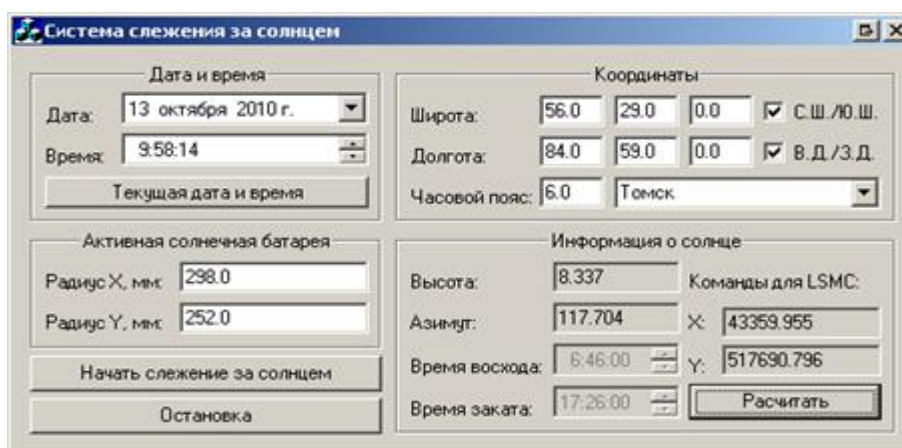 Система слежения за солнцем
Дата и время
Дата: 13 октября 2010 г.
Время: 9:58:14
Текущая дата и время
Координаты
Широта: 56.0 29.0 0.0 С.Ш./Ю.Ш.
Долгота: 84.0 59.0 0.0 В.Д./З.Д.
Часовой пояс: 6.0 Томск
Активная солнечная батарея
Радиус X, мм: 298.0
Радиус Y, мм: 252.0
Начать слежение за солнцем
Остановка
Информация о солнце
Высота: 8.337 Команды для LSMC:
Азимут: 117.704 X: 43359.955
Время восхода: 6:46:00 Y: 517690.796
Время заката: 17:26:00 Расчитать